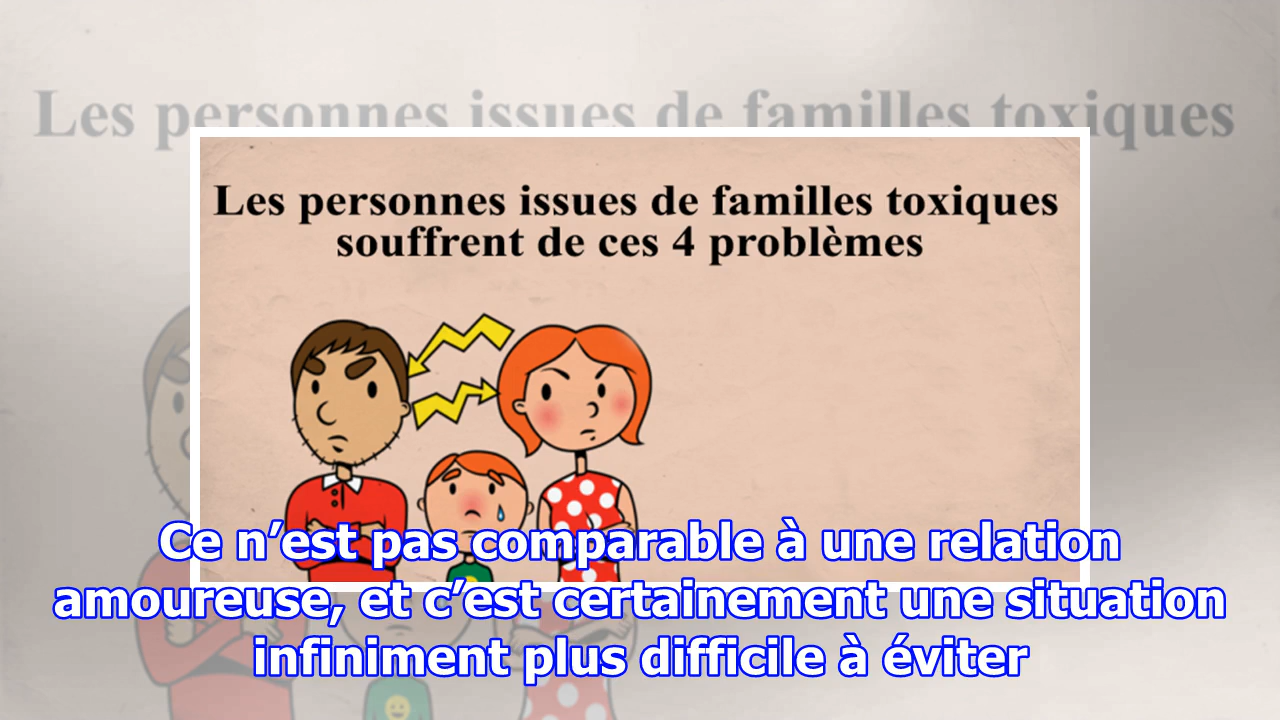 Les personnes issues de familles toxiques
Les personnes issues de familles toxiques
souffrent de ces 4 problèmes
Ce n’est pas comparable à une relation
amoureuse, et c’est certainement une situation
infiniment plus difficile à éviter